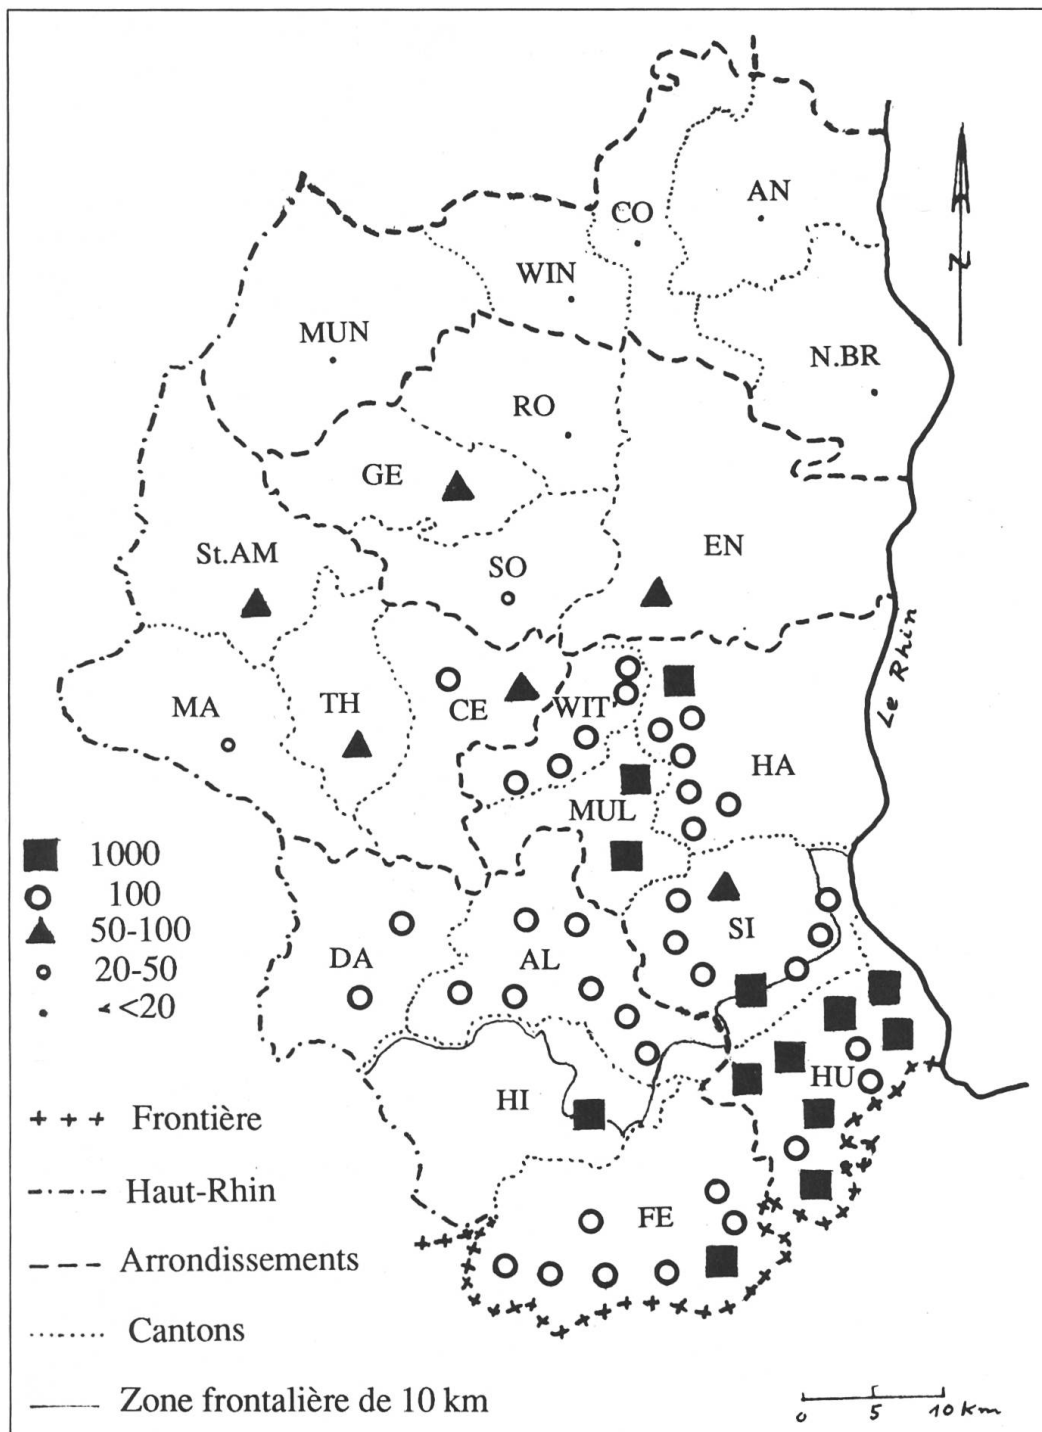 AN
CO
WIN
N
MUN
N.BR
RO
GE
St.AM
SO
EN
Le Rhin
MA
TH
CE
WIT
HA
MUL
1000
100
50-100
20-50
<20
SI
DA
AL
HU
HI
FE
Frontière
Haut-Rhin
Arrondissements
Cantons
Zone frontalière de 10 km
0 5 10 km